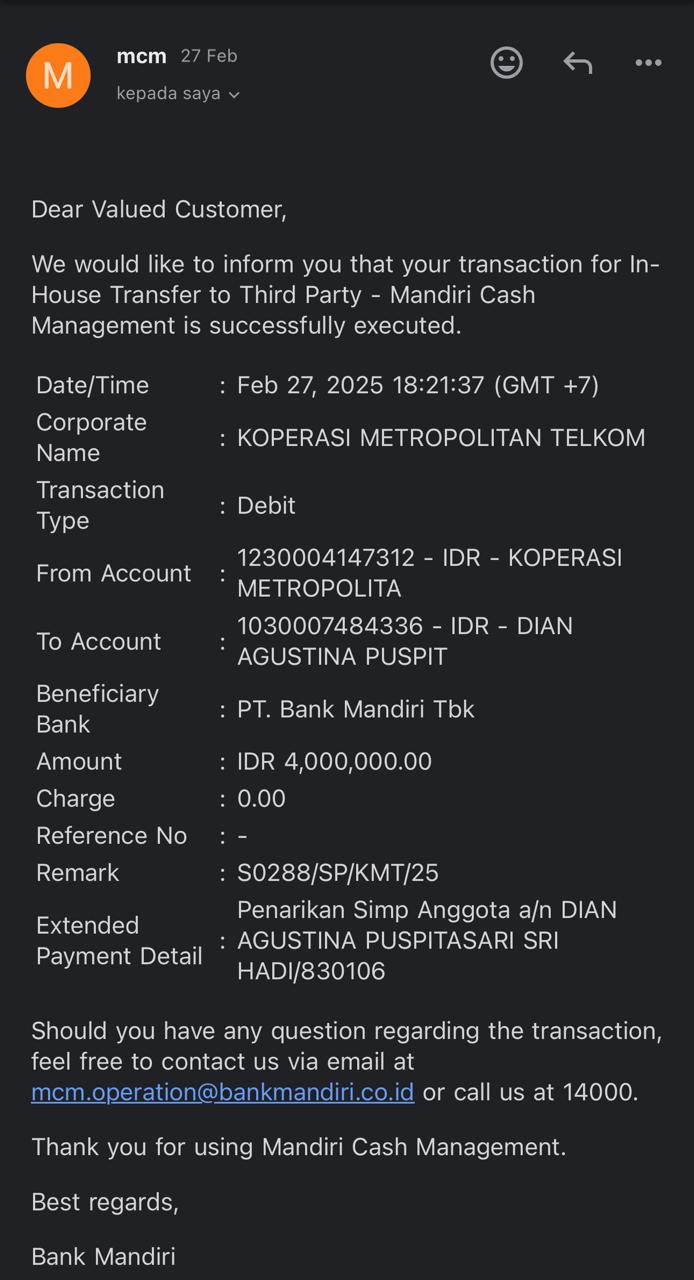 M
mcm 27 Feb
kepada saya
Dear Valued Customer,
We would like to inform you that your transaction for In-
House Transfer to Third Party - Mandiri Cash
Management is successfully executed.
Date/Time : Feb 27, 2025 18:21:37 (GMT +7)
Corporate
Name : KOPERASI METROPOLITAN TELKOM
Transaction
Type : Debit
From Account : 1230004147312 - IDR - KOPERASI
METROPOLITA
To Account : 1030007484336 - IDR - DIAN
AGUSTINA PUSPIT
Beneficiary
Bank : PT. Bank Mandiri Tbk
Amount : IDR 4,000,000.00
Charge : 0.00
Reference No : -
Remark : S0288/SP/KMT/25
Extended
Payment Detail : Penarikan Simp Anggota a/n DIAN
AGUSTINA PUSPITASARI SRI
HADI/830106
Should you have any question regarding the transaction,
feel free to contact us via email at
mcm.operation@bankmandiri.co.id or call us at 14000.
Thank you for using Mandiri Cash Management.
Best regards,
Bank Mandiri